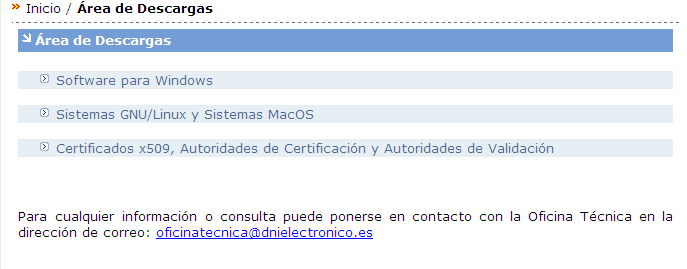 Inicio / Área de Descargas
Área de Descargas
Software para Windows
Sistemas GNU/Linux y Sistemas MacOS
Certificados x509, Autoridades de Certificación y Autoridades de Validación
Para cualquier información o consulta puede ponerse en contacto con la Oficina Técnica en la
dirección de correo: oficinatecnica@dnielectronico.es